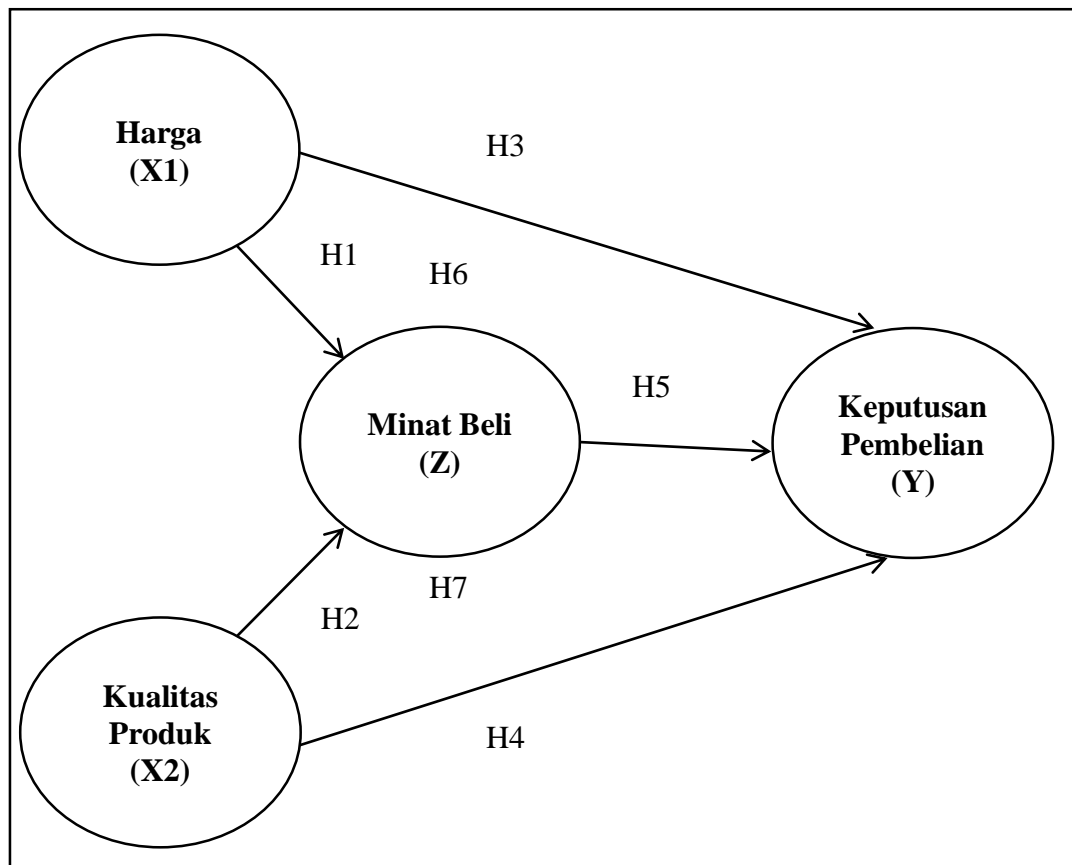 Harga
(X1)
H3
H1
H6
Minat Beli
(Z)
H5
Keputusan
Pembelian
(Y)
H7
H2
Kualitas
Produk
(X2)
H4